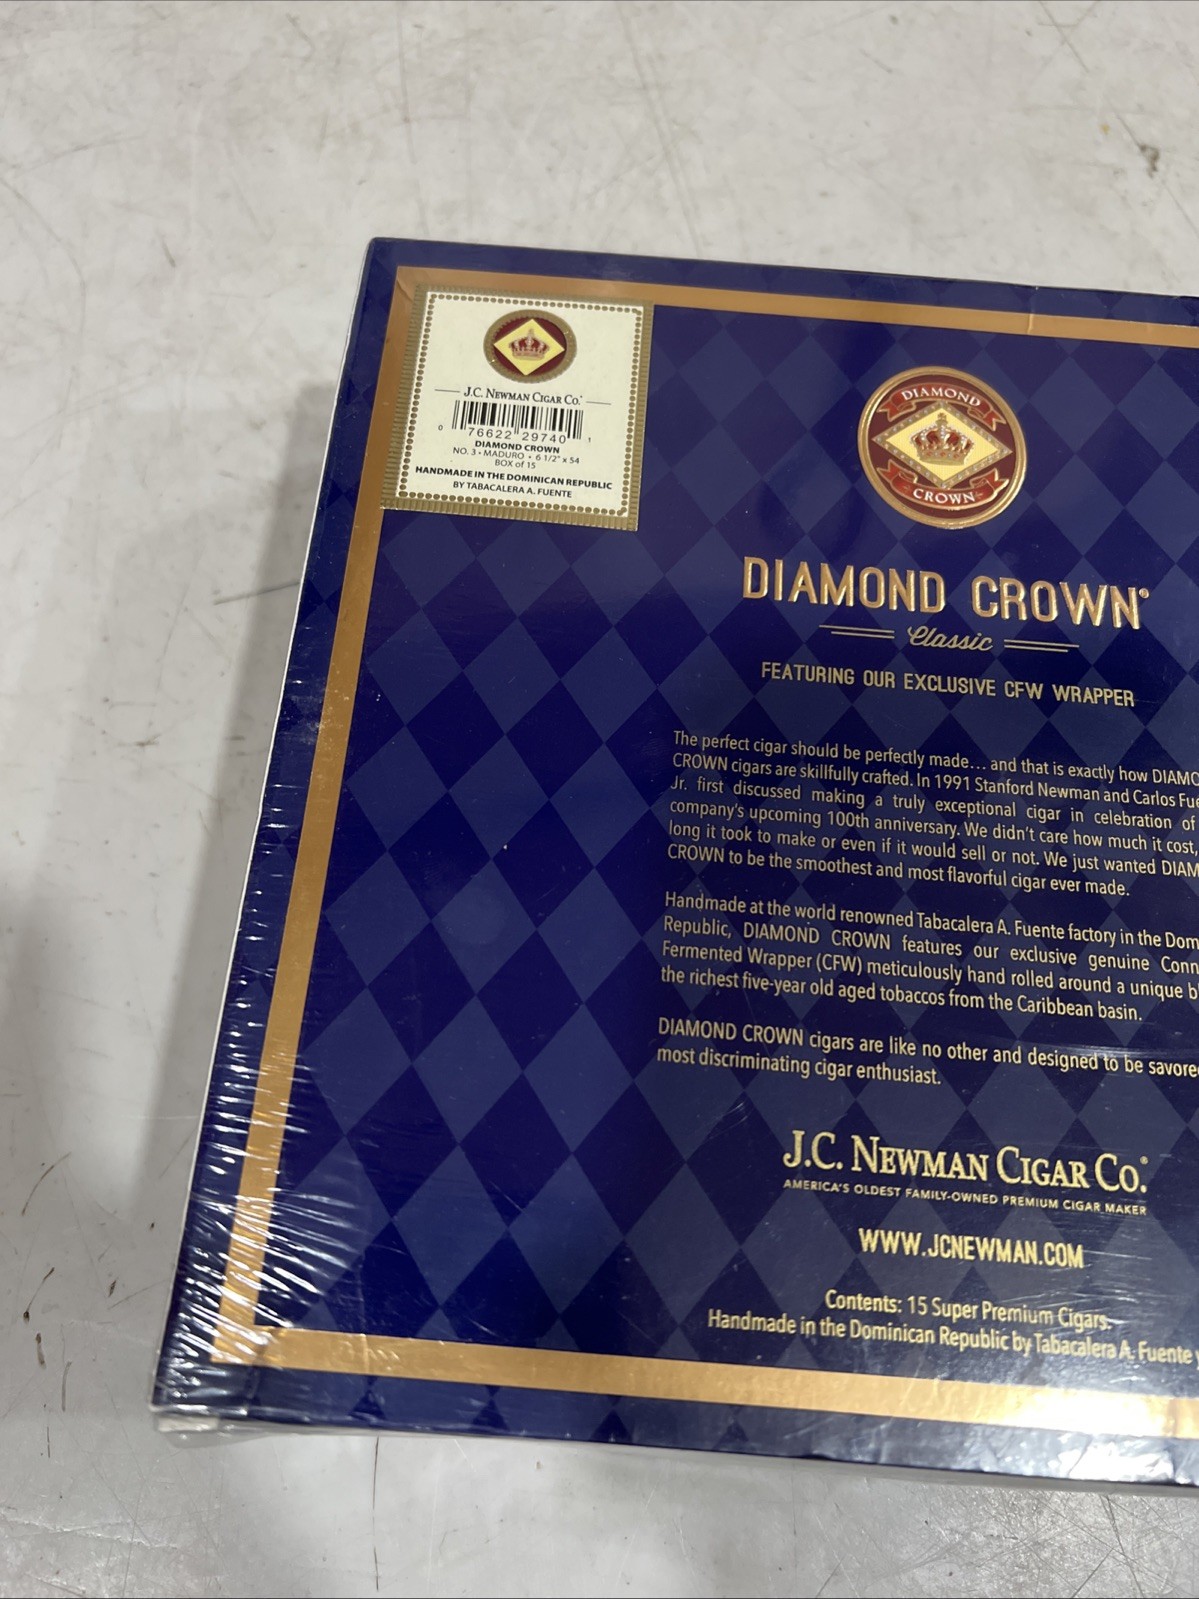 J.C. NEWMAN CIGAR CO.®
0 76622 29740 1
DIAMOND CROWN
NO. 3 • MADURO • 6 1/2" x 54
BOX of 15
HANDMADE IN THE DOMINICAN REPUBLIC
BY TABACALERA A. FUENTE
DIAMOND
CROWN
DIAMOND CROWN®
Classic
FEATURING OUR EXCLUSIVE CFW WRAPPER
The perfect cigar should be perfectly made... and that is exactly how DIAMO
CROWN cigars are skillfully crafted. In 1991 Stanford Newman and Carlos Fue
Jr. first discussed making a truly exceptional cigar in celebration of
company's upcoming 100th anniversary. We didn't care how much it cost,
long it took to make or even if it would sell or not. We just wanted DIAM
CROWN to be the smoothest and most flavorful cigar ever made.
Handmade at the world renowned Tabacalera A. Fuente factory in the Dom
Republic, DIAMOND CROWN features our exclusive genuine Conn
Fermented Wrapper (CFW) meticulously hand rolled around a unique bl
the richest five-year old aged tobaccos from the Caribbean basin.
DIAMOND CROWN cigars are like no other and designed to be savore
most discriminating cigar enthusiast.
J.C. NEWMAN CIGAR CO.®
AMERICA'S OLDEST FAMILY-OWNED PREMIUM CIGAR MAKER
WWW.JCNEWMAN.COM
Contents: 15 Super Premium Cigars.
Handmade in the Dominican Republic by Tabacalera A. Fuente y